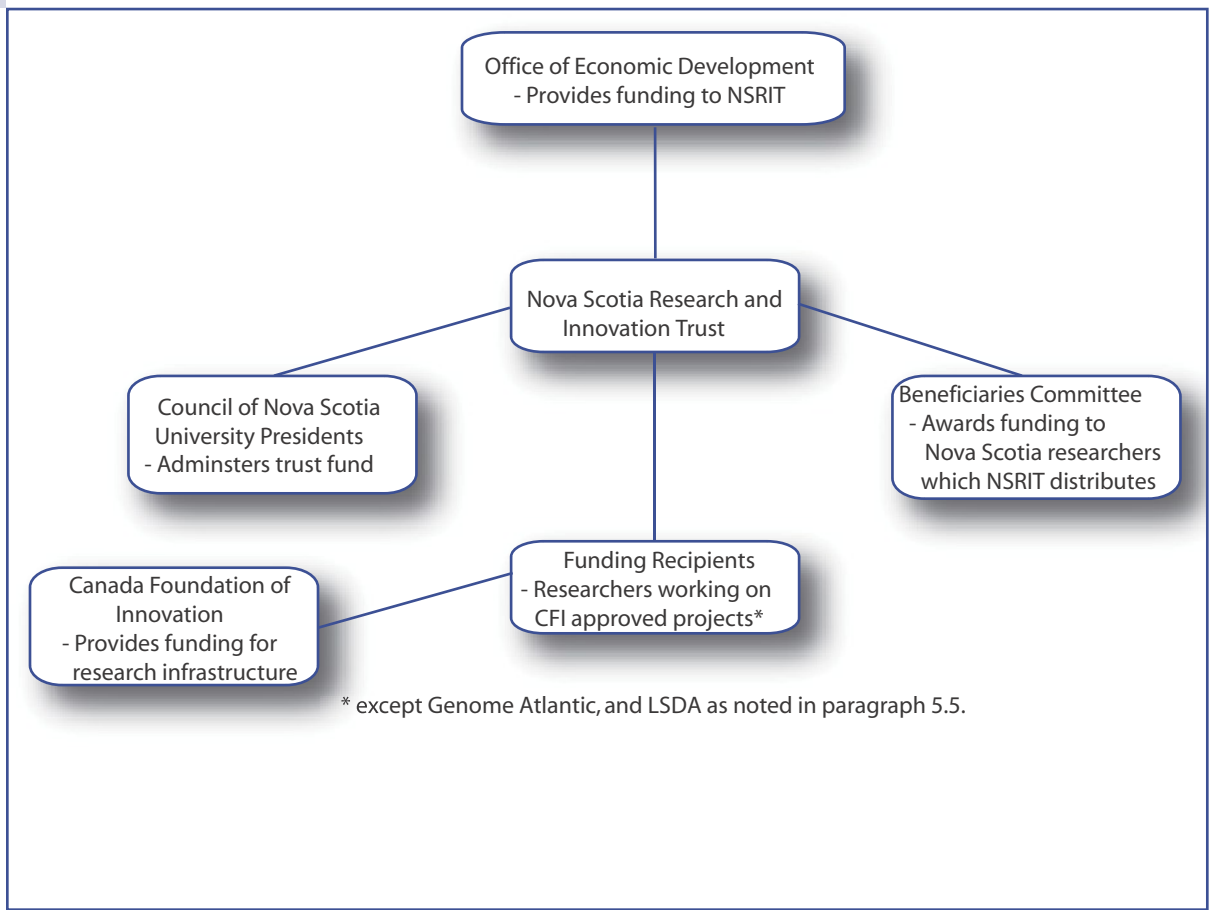 Office of Economic Development
- Provides funding to NSRIT
Nova Scotia Research and
Innovation Trust
Council of Nova Scotia
University Presidents
- Adminsters trust fund
Beneficiaries Committee
- Awards funding to
Nova Scotia researchers
which NSRIT distributes
Funding Recipients
- Researchers working on
CFI approved projects*
Canada Foundation of
Innovation
- Provides funding for
research infrastructure
* except Genome Atlantic, and LSDA as noted in paragraph 5.5.